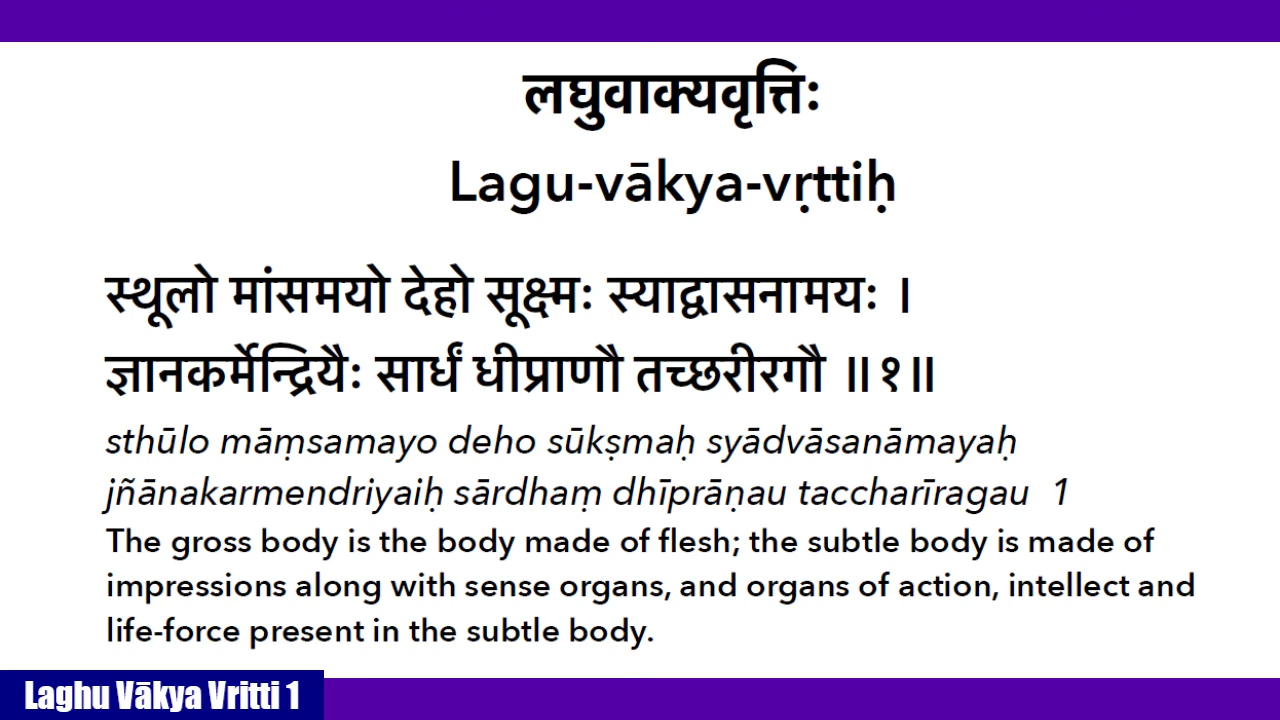 लघुवाक्यवृत्तिः
Lagu-vākya-vṛttiḥ
स्थूलो मांसमयो देहो सूक्ष्मः स्याद्वासनामयः ।
ज्ञानकर्मेन्द्रियैः सार्धं धीप्राणौ तच्छरीरगौ ॥१॥
sthūlo māṃsamayo deho sūkṣmaḥ syādvāsanāmayaḥ
jñānakarmendriyaiḥ sārdhaṃ dhīprāṇau taccharīragau 1
The gross body is the body made of flesh; the subtle body is made of
impressions along with sense organs, and organs of action, intellect and
life-force present in the subtle body.
Laghu Vākya Vritti 1